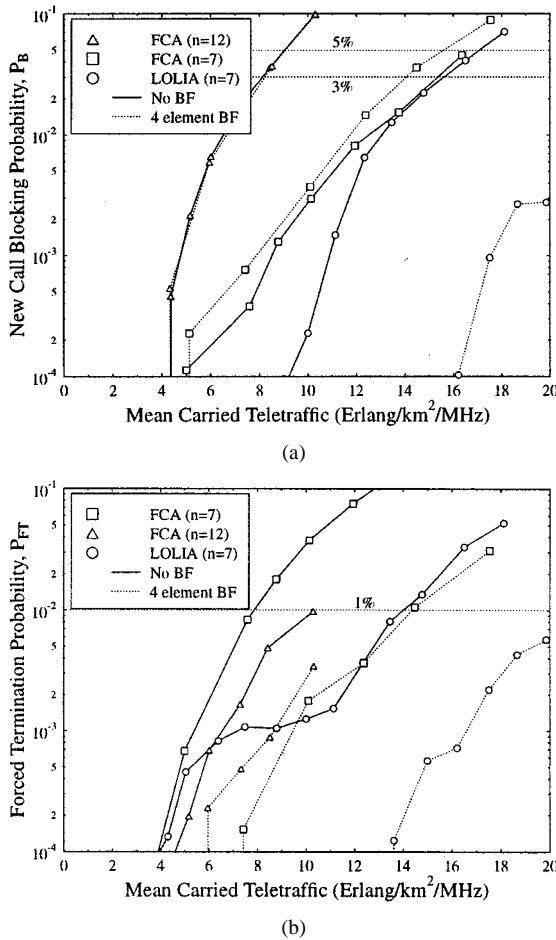 10^-1
FCA (n=12)
FCA (n=7)
LOLIA (n=7)
No BF
4 element BF
5%
3%
5
2
10^-2
5
2
10^-3
5
2
10^-4
New Call Blocking Probability, P_B
0 2 4 6 8 10 12 14 16 18 20
Mean Carried Teletraffic (Erlang/km^2/MHz)
(a)
10^-1
FCA (n=7)
FCA (n=12)
LOLIA (n=7)
No BF
4 element BF
1%
5
2
10^-2
5
2
10^-3
5
2
10^-4
Forced Termination Probability, P_FT
0 2 4 6 8 10 12 14 16 18 20
Mean Carried Teletraffic (Erlang/km^2/MHz)
(b)